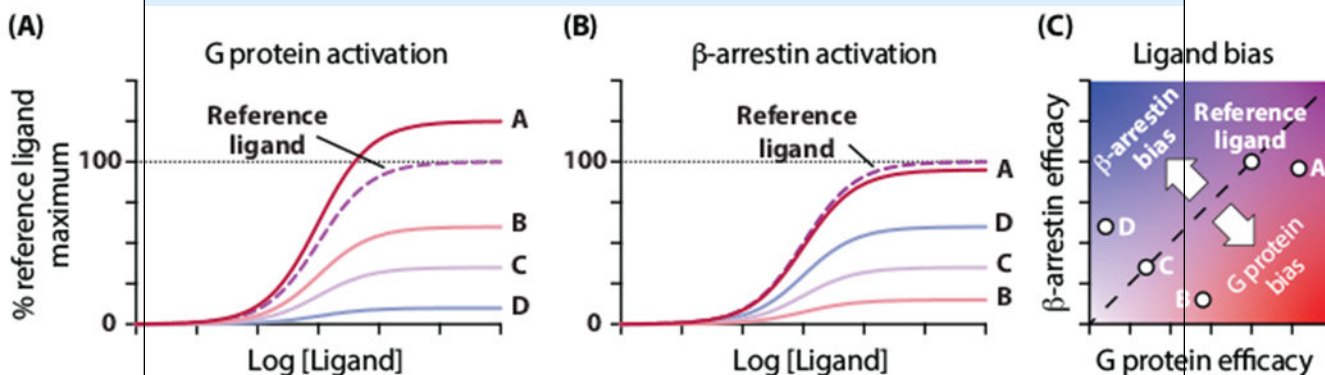 (A)
G protein activation
% reference ligand
maximum
Reference
ligand
100
0
A
B
C
D
Log [Ligand]
(B)
β-arrestin activation
Reference
ligand
100
0
A
D
C
B
Log [Ligand]
(C)
Ligand bias
β-arrestin efficacy
β-arrestin
bias
Reference
ligand
A
D
C
B
G protein
bias
G protein efficacy